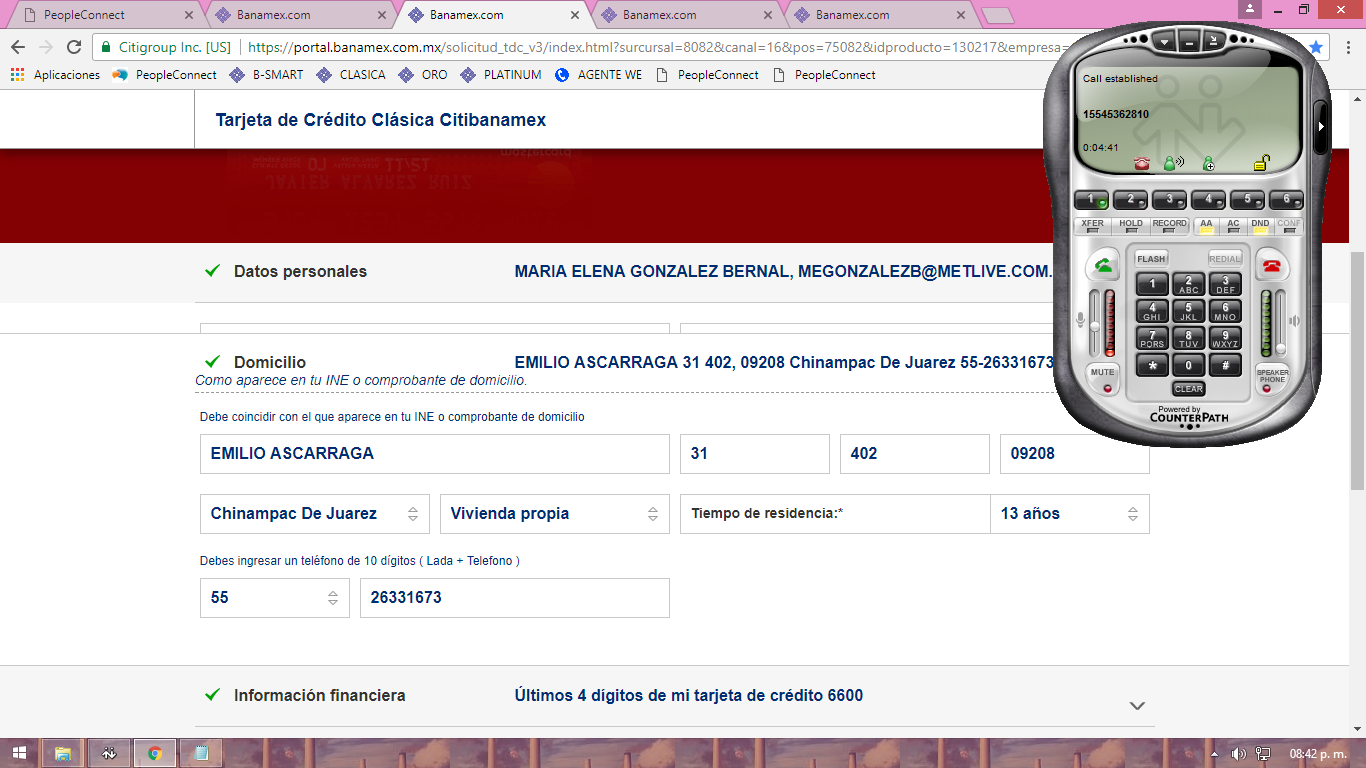 PeopleConnect
Banamex.com
Banamex.com
Banamex.com
Banamex.com
Citigroup Inc. [US] https://portal.banamex.com.mx/solicitud_tdc_v3/index.html?surcursal=8082&canal=16&pos=75082&idproducto=130217&empresa=
Aplicaciones PeopleConnect B-SMART CLASICA ORO PLATINUM AGENTE WE PeopleConnect PeopleConnect
Tarjeta de Crédito Clásica Citibanamex
mastercard
11/21
JAVIER ALVAREZ RUIZ
Datos personales MARIA ELENA GONZALEZ BERNAL, MEGONZALEZB@METLIVE.COM.
Domicilio EMILIO ASCARRAGA 31 402, 09208 Chinampac De Juarez 55-26331673
Como aparece en tu INE o comprobante de domicilio.
Debe coincidir con el que aparece en tu INE o comprobante de domicilio
EMILIO ASCARRAGA 31 402 09208
Chinampac De Juarez Vivienda propia Tiempo de residencia:* 13 años
Debes ingresar un teléfono de 10 dígitos ( Lada + Telefono )
55 26331673
Información financiera Últimos 4 dígitos de mi tarjeta de crédito 6600
Call established
15545362810
0:04:41
1 2 3 4 5 6
XFER HOLD RECORD AA AC DND CONF
FLASH REDIAL
1 2 ABC 3 DEF
4 GHI 5 JKL 6 MNO
7 PQRS 8 TUV 9 WXYZ
* 0 #
MUTE CLEAR SPEAKER PHONE
Powered by
COUNTERPATH
08:42 p. m.